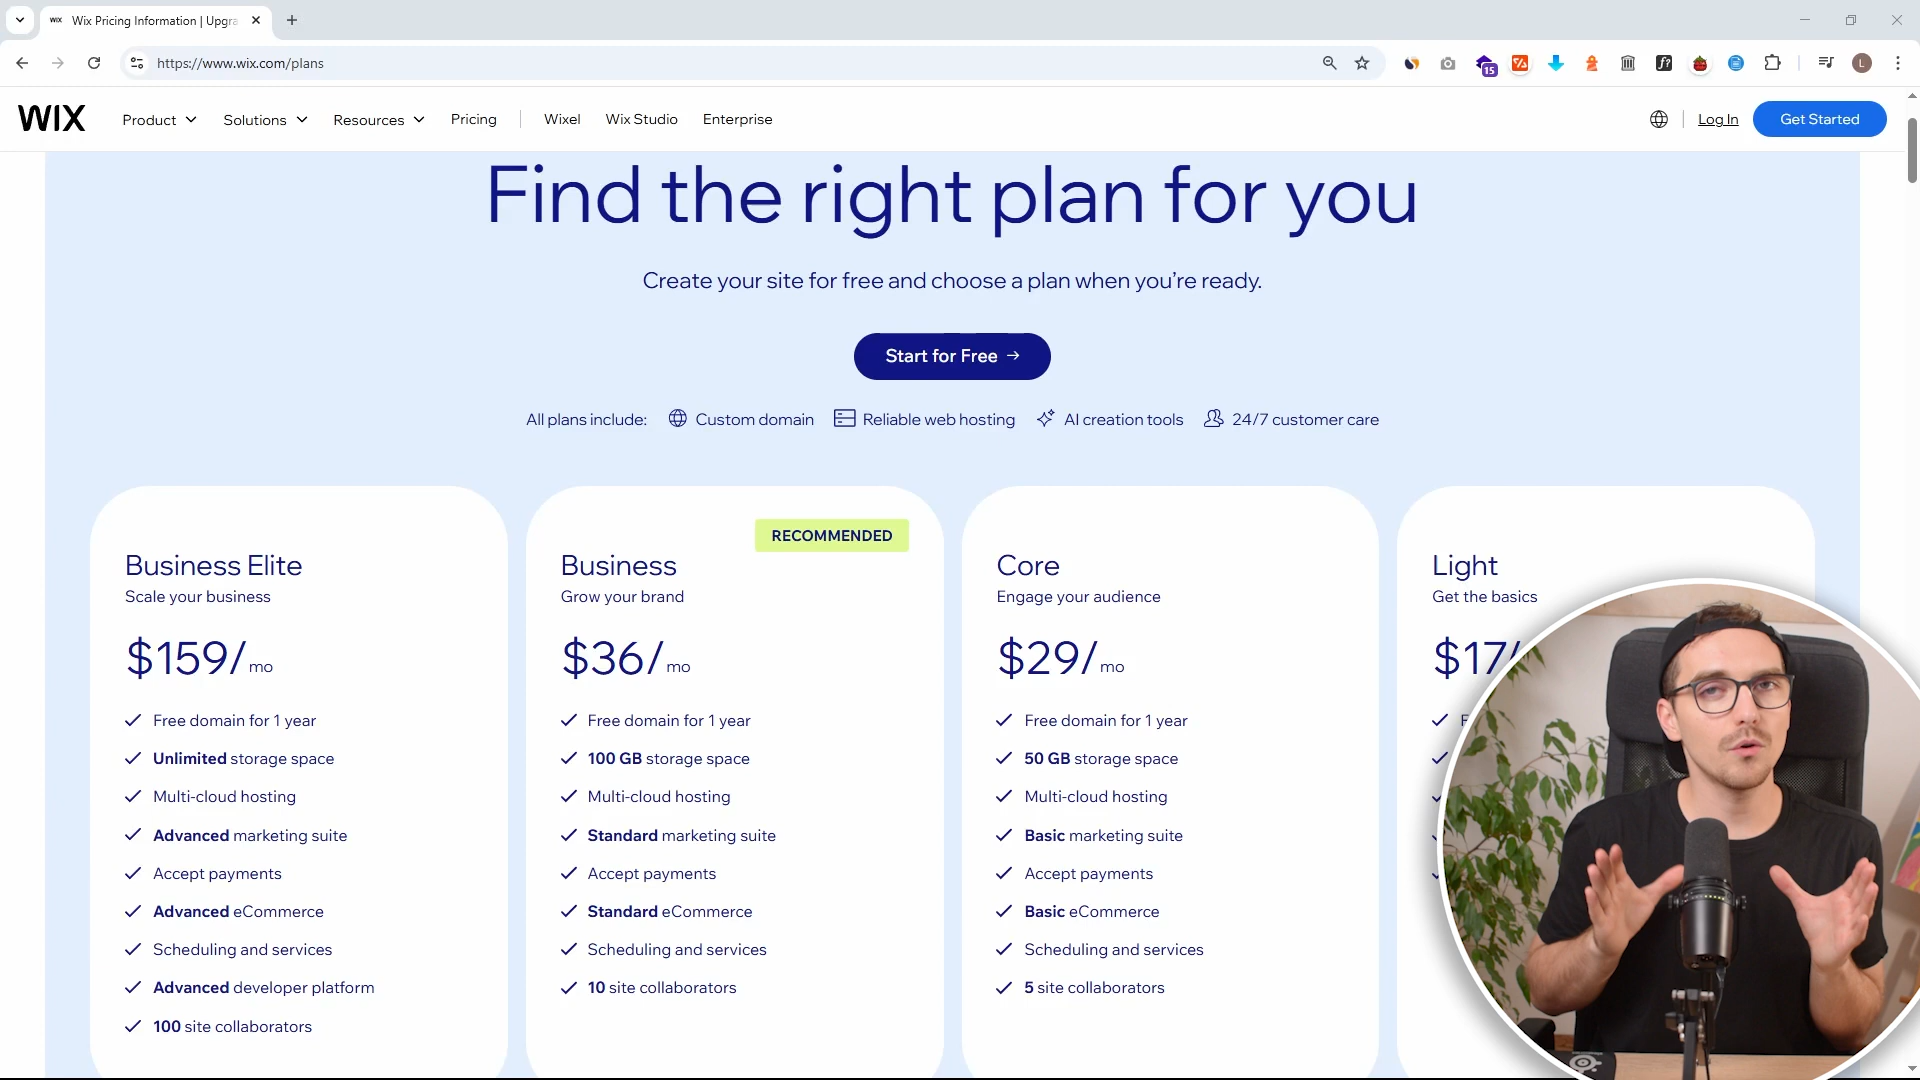 WIX Wix Pricing Information | Upgra
https://www.wix.com/plans
15
L
WIX Product Solutions Resources Pricing Wixel Wix Studio Enterprise Log In Get Started
Find the right plan for you
Create your site for free and choose a plan when you're ready.
Start for Free →
All plans include: Custom domain Reliable web hosting AI creation tools 24/7 customer care
Business Elite
Scale your business
$159/mo
Free domain for 1 year
Unlimited storage space
Multi-cloud hosting
Advanced marketing suite
Accept payments
Advanced eCommerce
Scheduling and services
Advanced developer platform
100 site collaborators
RECOMMENDED
Business
Grow your brand
$36/mo
Free domain for 1 year
100 GB storage space
Multi-cloud hosting
Standard marketing suite
Accept payments
Standard eCommerce
Scheduling and services
10 site collaborators
Core
Engage your audience
$29/mo
Free domain for 1 year
50 GB storage space
Multi-cloud hosting
Basic marketing suite
Accept payments
Basic eCommerce
Scheduling and services
5 site collaborators
Light
Get the basics
$17/